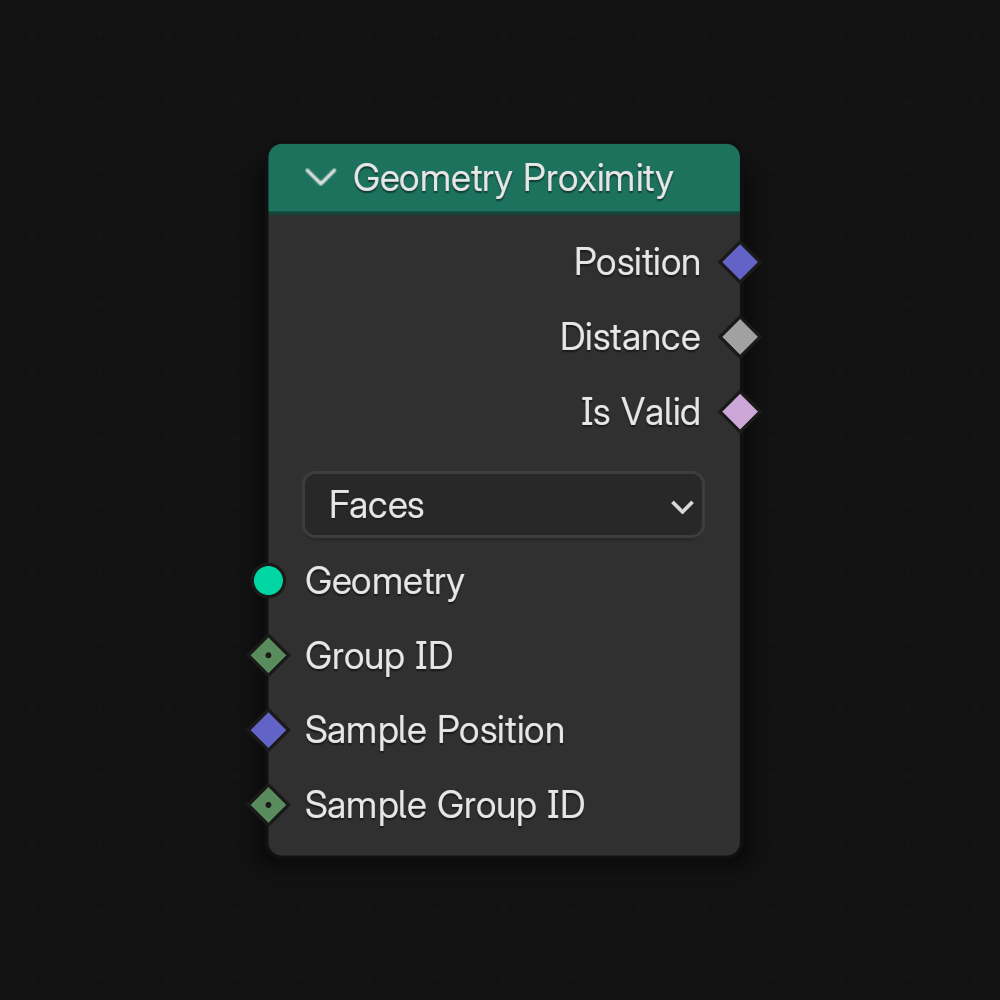 Geometry Proximity
Position
Distance
Is Valid
Faces
Geometry
Group ID
Sample Position
Sample Group ID